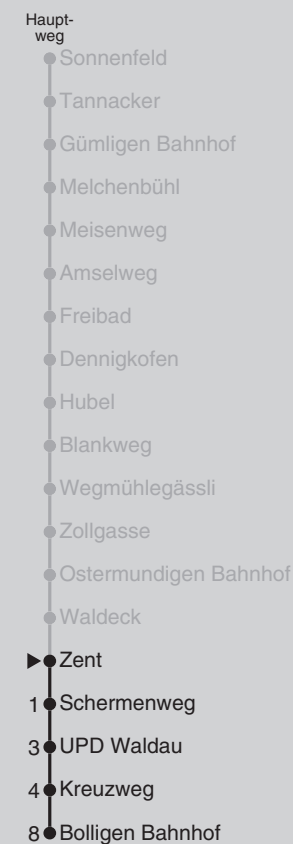 Haupt-
weg
Sonnenfeld
Tannacker
Gümligen Bahnhof
Melchenbühl
Meisenweg
Amselweg
Freibad
Dennigkofen
Hubel
Blankweg
Wegmühlegässli
Zollgasse
Ostermundigen Bahnhof
Waldeck
Zent
1 Schermenweg
3 UPD Waldau
4 Kreuzweg
8 Bolligen Bahnhof